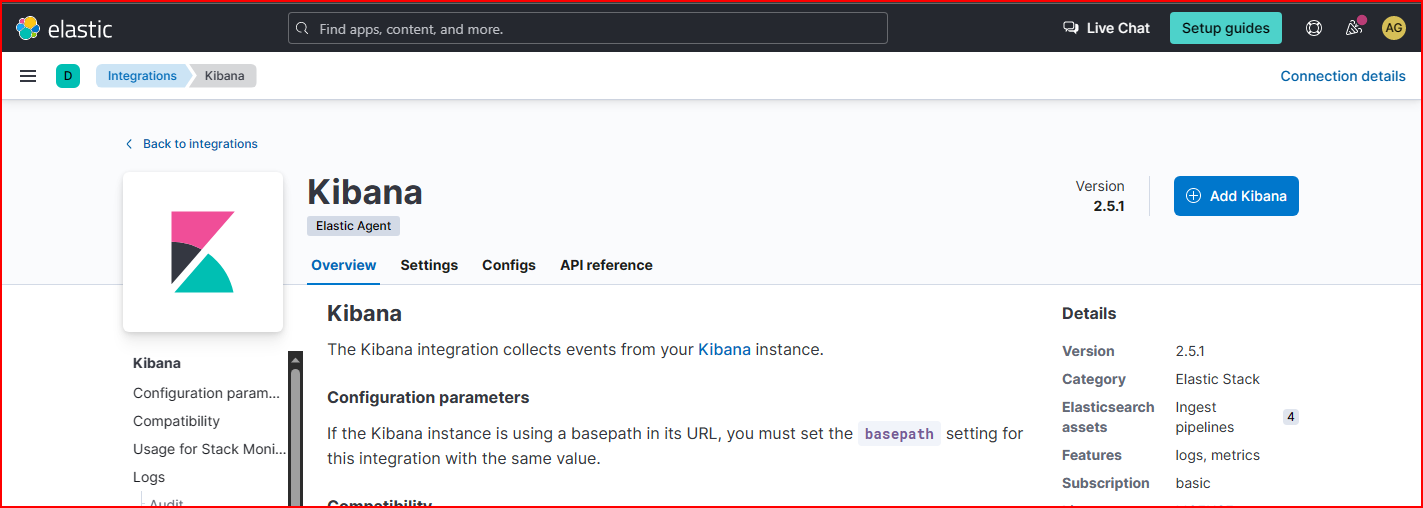 elastic
Find apps, content, and more.
Live Chat
Setup guides
AG
D
Integrations
Kibana
Connection details
Back to integrations
Kibana
Elastic Agent
Version
2.5.1
Add Kibana
Overview
Settings
Configs
API reference
Kibana
Configuration param...
Compatibility
Usage for Stack Moni...
Logs
Audit
Kibana
The Kibana integration collects events from your Kibana instance.
Configuration parameters
If the Kibana instance is using a basepath in its URL, you must set the basepath setting for
this integration with the same value.
Compatibility
Details
Version 2.5.1
Category Elastic Stack
Elasticsearch Ingest
assets pipelines 4
Features logs, metrics
Subscription basic